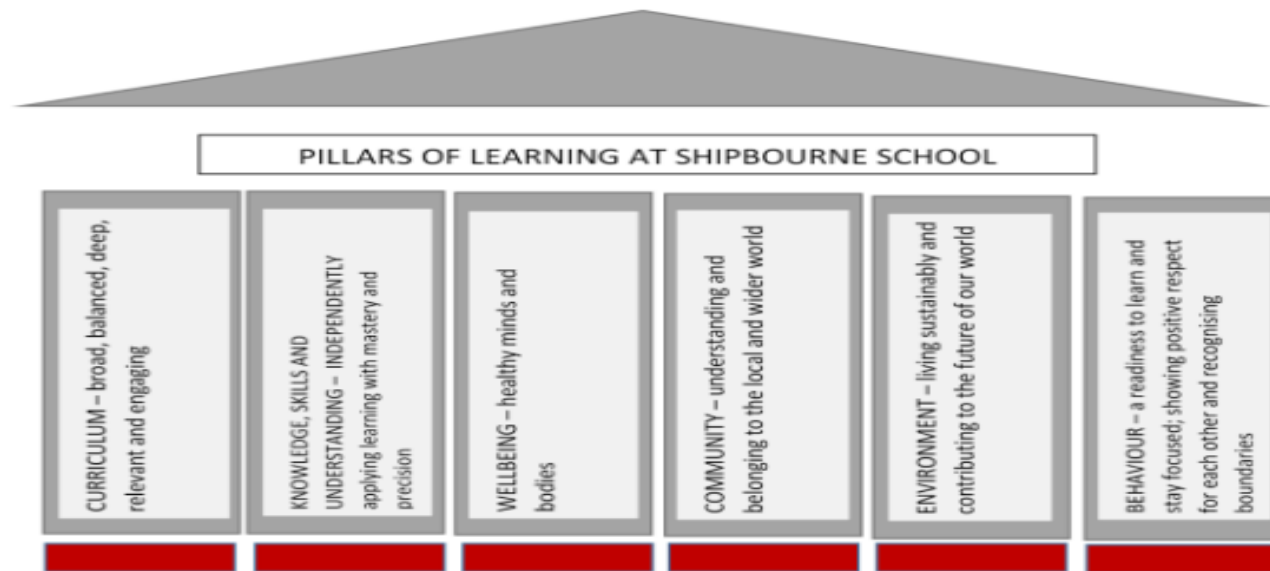 PILLARS OF LEARNING AT SHIPBOURNE SCHOOL
CURRICULUM – broad, balanced, deep,
relevant and engaging
KNOWLEDGE, SKILLS AND
UNDERSTANDING – INDEPENDENTLY
applying learning with mastery and
precision
WELLBEING – healthy minds and
bodies
COMMUNITY – understanding and
belonging to the local and wider world
ENVIRONMENT – living sustainably and
contributing to the future of our world
BEHAVIOUR – a readiness to learn and
stay focused; showing positive respect
for each other and recognising
boundaries